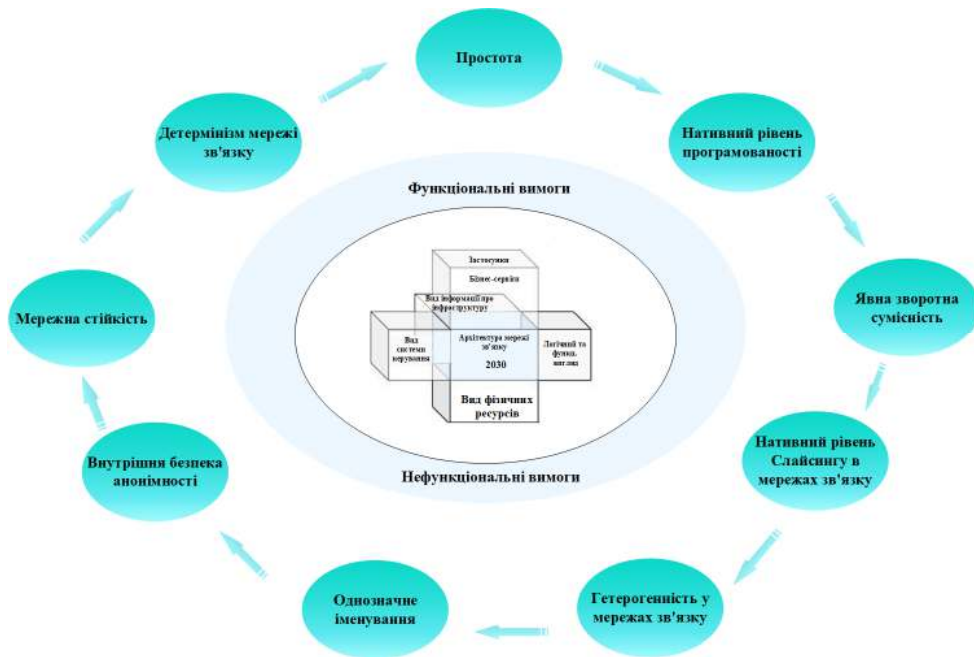 Простота
Нативний рівень
програмованості
Явна зворотна
сумісність
Нативний рівень
Слайсингу в
мережах зв'язку
Гетерогенність у
мережах зв'язку
Однозначне
іменування
Внутрішня безпека
анонімності
Мережна стійкість
Детермінізм мережі
зв'язку
Функціональні вимоги
Застосунки
Бізнес-сервіси
Вид інформації про
інфраструктуру
Вид
системи
керування
Архітектура мережі
зв'язку
2030
Логічний та
функц.
вигляд
Вид фізичних
ресурсів
Нефункціональні вимоги